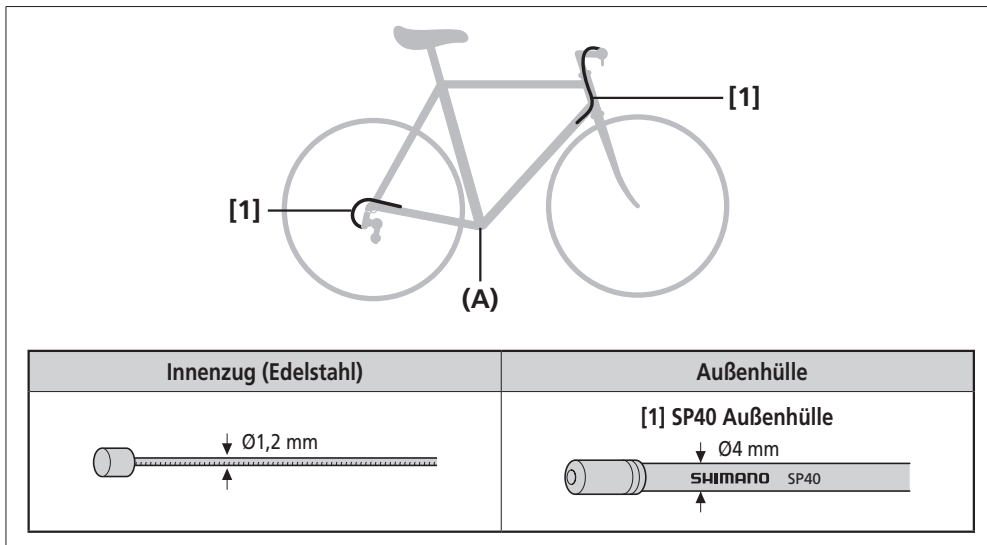 [1]
[1]
(A)
Innenzug (Edelstahl)
Außenhülle
Ø1,2 mm
[1] SP40 Außenhülle
Ø4 mm
SHIMANO SP40